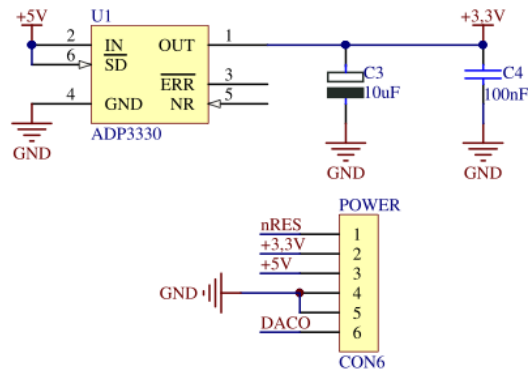 +5V
U1
+3,3V
2 IN OUT 1
6 SD
ERR 3
4 GND NR 5
ADP3330
GND
C3
10uF
GND
C4
100nF
GND
POWER
nRES 1
+3,3V 2
+5V 3
GND 4
5
DACO 6
CON6